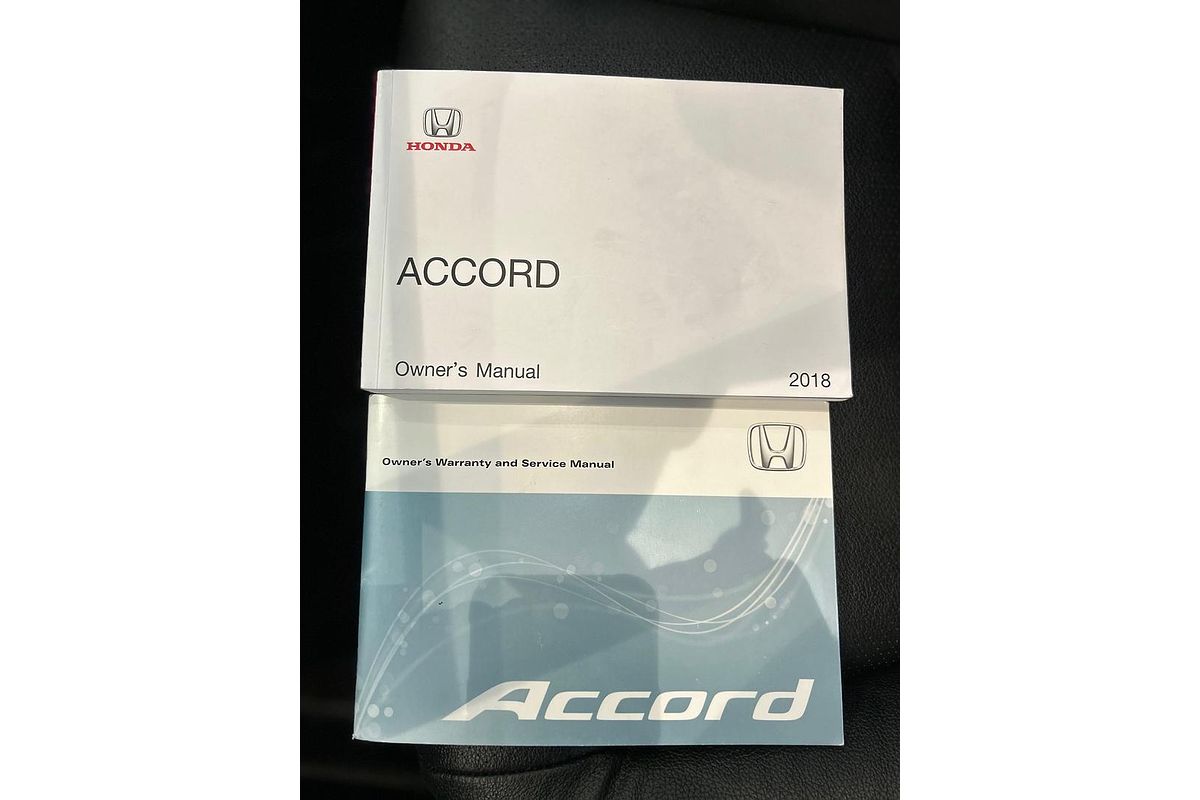 HONDA
ACCORD
Owner's Manual
2018
Owner's Warranty and Service Manual
Accord